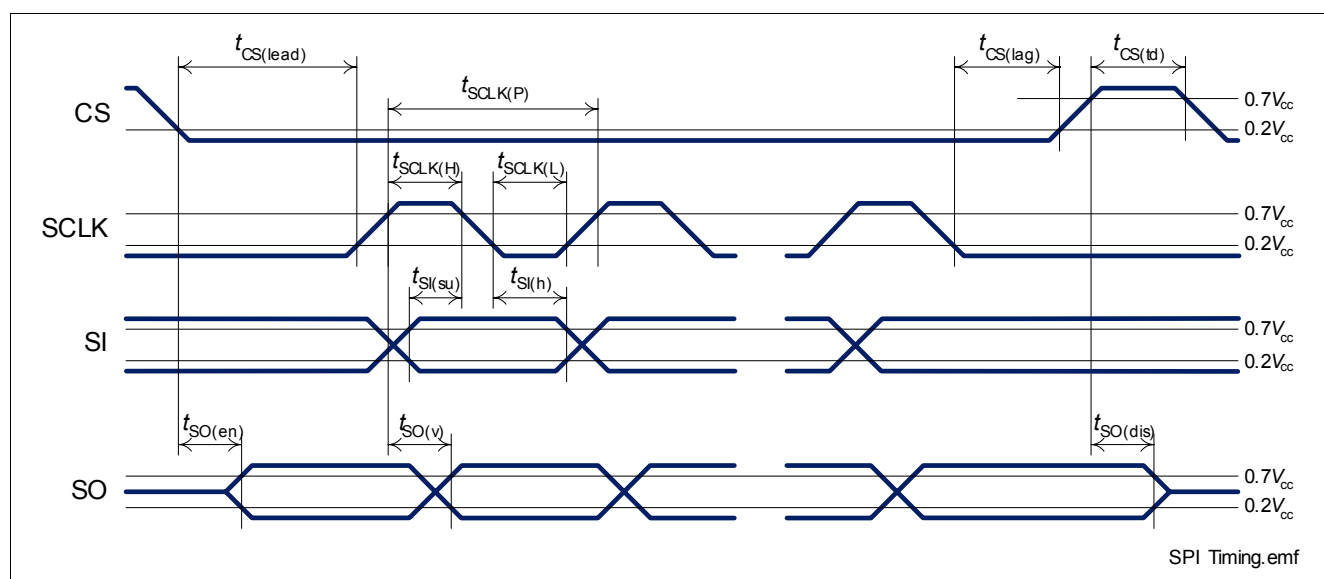 tCS(lead)
tCS(lag)
tCS(td)
tSCLK(P)
CS
0.7Vcc
0.2Vcc
tSCLK(H)
tSCLK(L)
SCLK
0.7Vcc
0.2Vcc
tSI(su)
tSI(h)
SI
0.7Vcc
0.2Vcc
tSO(en)
tSO(v)
tSO(dis)
SO
0.7Vcc
0.2Vcc
SPI Timing.emf